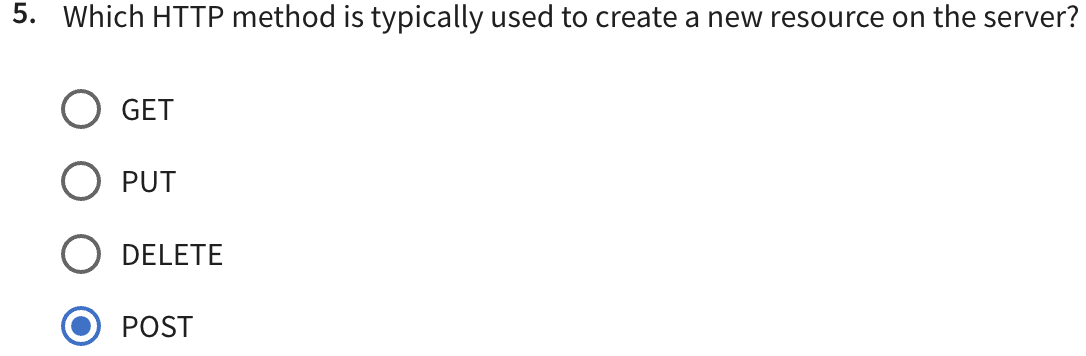 5. Which HTTP method is typically used to create a new resource on the server?
GET
PUT
DELETE
POST